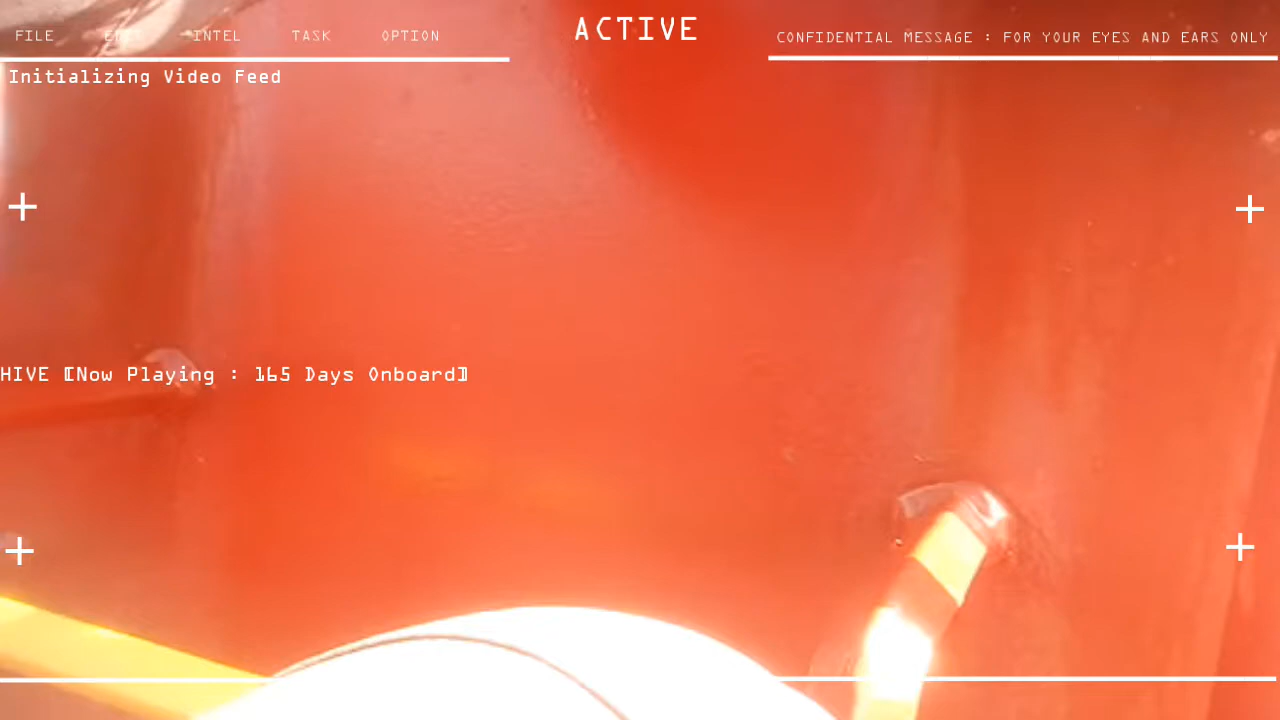 FILE EDIT INTEL TASK OPTION
ACTIVE
CONFIDENTIAL MESSAGE : FOR YOUR EYES AND EARS ONLY
Initializing Video Feed
HIVE [Now Playing : 165 Days Onboard]